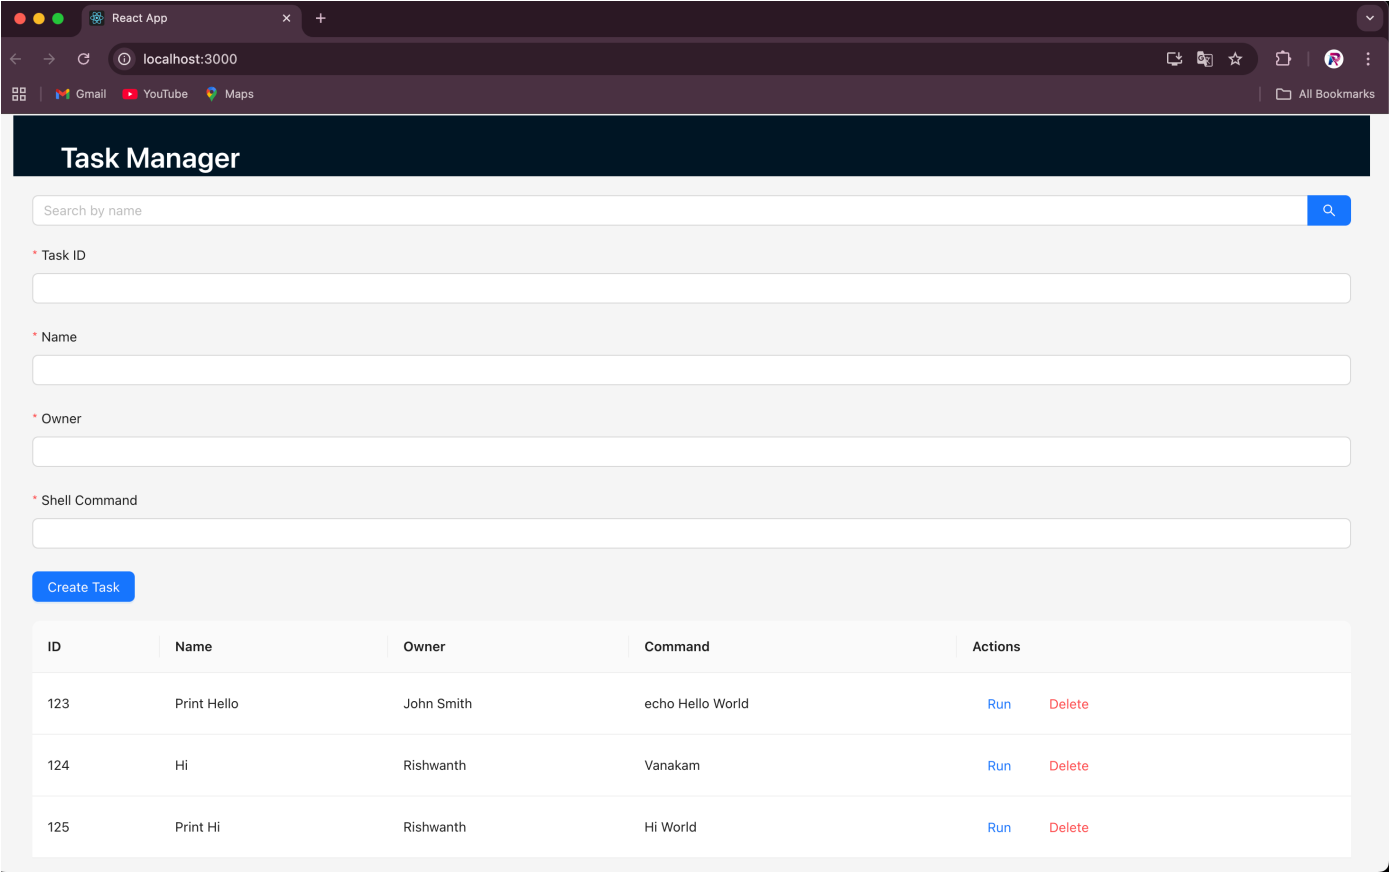 React App
localhost:3000
Gmail YouTube Maps All Bookmarks
Task Manager
Search by name
* Task ID
* Name
* Owner
* Shell Command
Create Task
ID Name Owner Command Actions
123 Print Hello John Smith echo Hello World Run Delete
124 Hi Rishwanth Vanakam Run Delete
125 Print Hi Rishwanth Hi World Run Delete